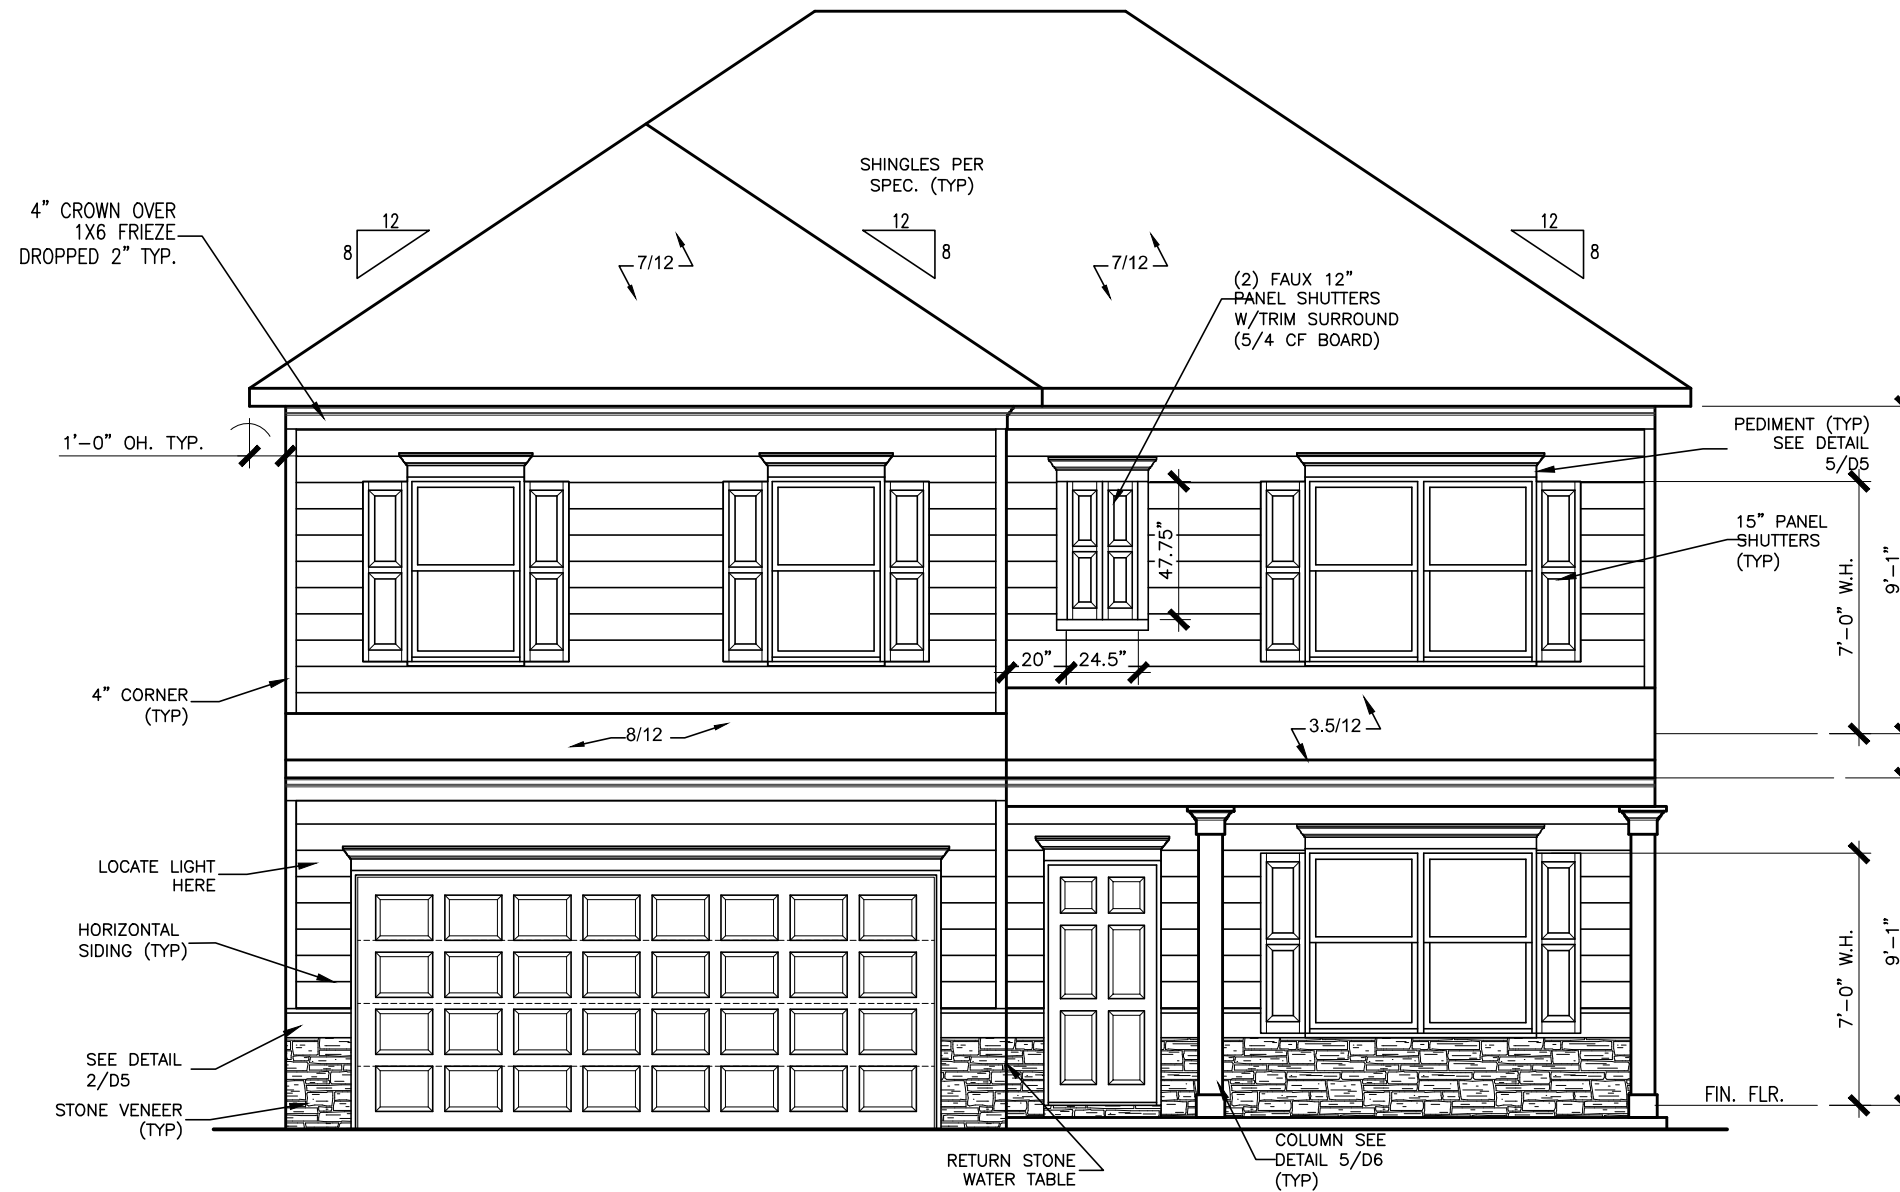 SHINGLES PER
SPEC. (TYP)
4” CROWN OVER
1X6 FRIEZE
DROPPED 2” TYP.
12
8
12
8
12
8
7/12
7/12
(2) FAUX 12”
PANEL SHUTTERS
W/TRIM SURROUND
(5/4 CF BOARD)
1’-0” OH. TYP.
PEDIMENT (TYP)
SEE DETAIL
5/D5
15” PANEL
SHUTTERS
(TYP)
47.75”
7’-0” W.H.
9’-1”
20”
24.5”
4” CORNER
(TYP)
8/12
3.5/12
LOCATE LIGHT
HERE
HORIZONTAL
SIDING (TYP)
7’-0” W.H.
9’-1”
SEE DETAIL
2/D5
STONE VENEER
(TYP)
FIN. FLR.
RETURN STONE
WATER TABLE
COLUMN SEE
DETAIL 5/D6
(TYP)